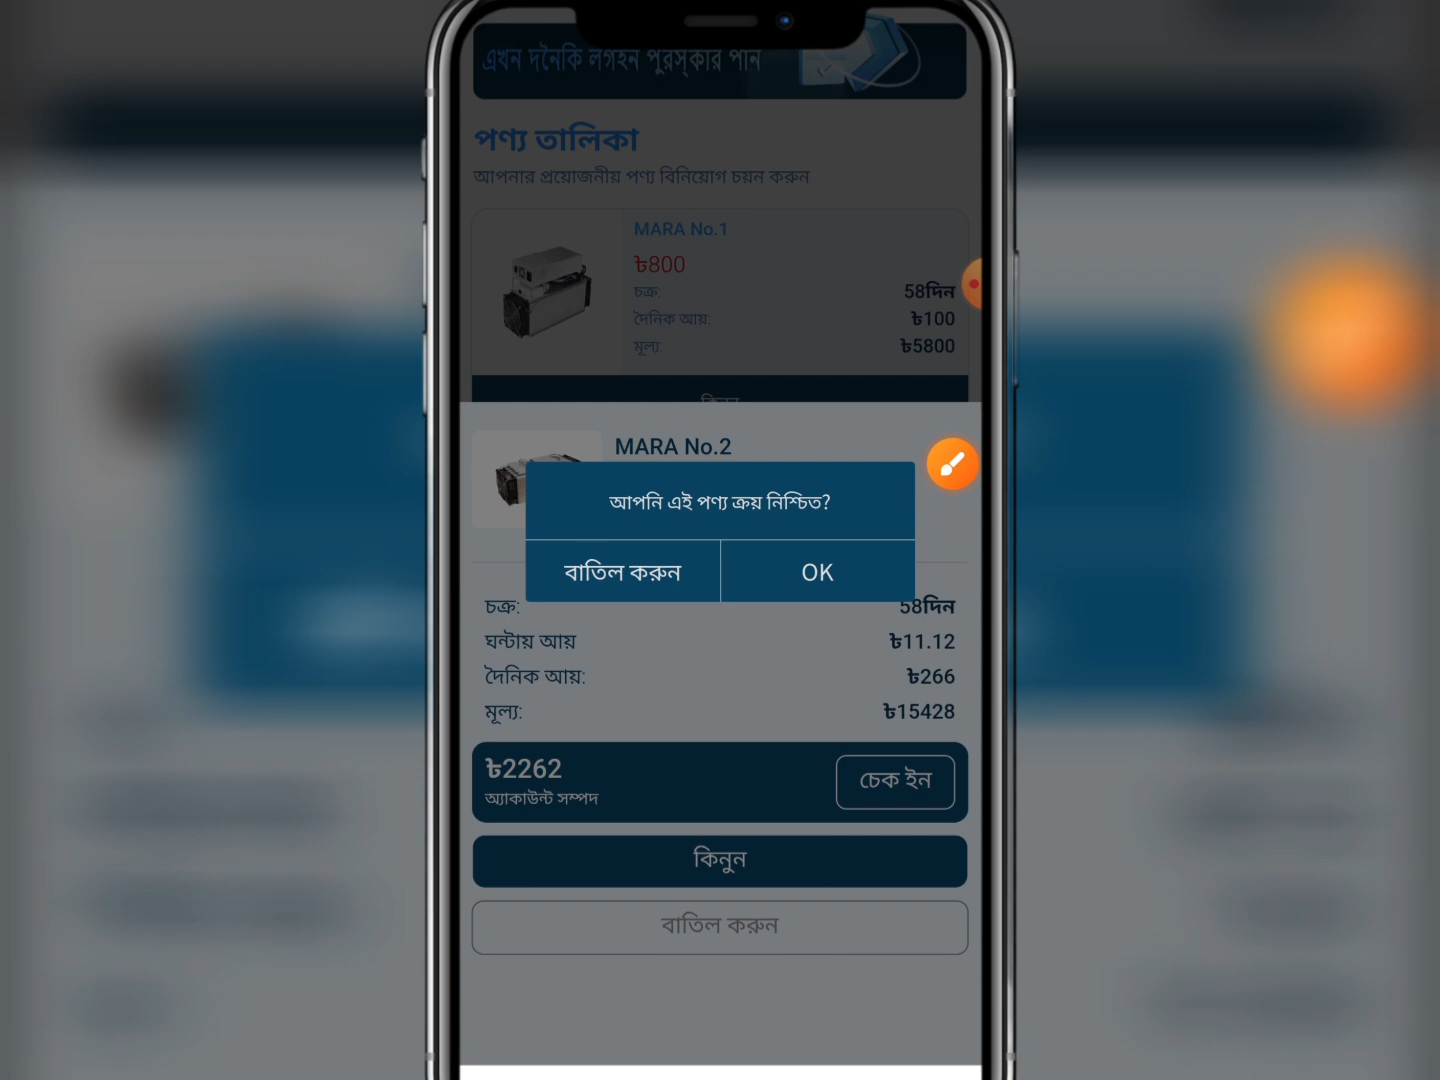 এখন দনৈকি লগহন পুরস্কার পান
পণ্য তালিকা
আপনার প্রয়োজনীয় পণ্য বিনিয়োগ চয়ন করুন
MARA No.1
৳800
চক্র: 58দিন
দৈনিক আয়: ৳100
মূল্য: ৳5800
কিনুন
MARA No.2
আপনি এই পণ্য ক্রয় নিশ্চিত?
বাতিল করুন OK
চক্র: 58দিন
ঘন্টায় আয় ৳11.12
দৈনিক আয়: ৳266
মূল্য: ৳15428
৳2262
অ্যাকাউন্ট সম্পদ
চেক ইন
কিনুন
বাতিল করুন